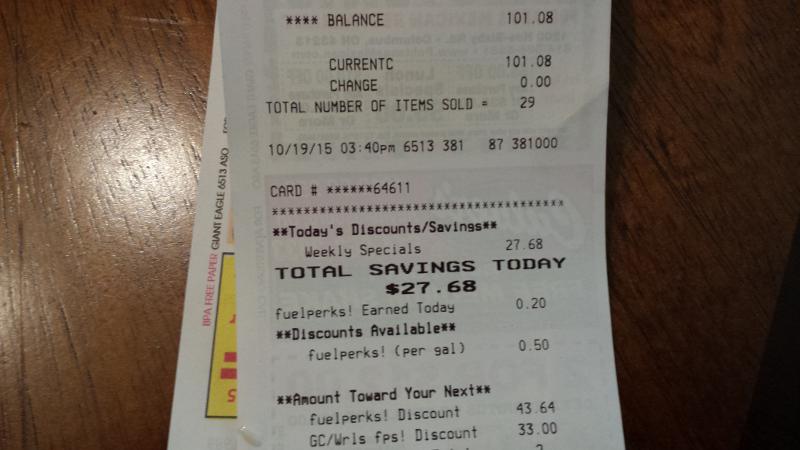 **** BALANCE 101.08
CURRENTC 101.08
CHANGE 0.00
TOTAL NUMBER OF ITEMS SOLD = 29
10/19/15 03:40pm 6513 381 87 381000
CARD # ******64611
****************************************
**Today's Discounts/Savings**
Weekly Specials 27.68
TOTAL SAVINGS TODAY
$27.68
fuelperks! Earned Today 0.20
**Discounts Available**
fuelperks! (per gal) 0.50
**Amount Toward Your Next**
fuelperks! Discount 43.64
GC/Wrls fps! Discount 33.00
BPA FREE PAPER GIANT EAGLE 6513 ASO